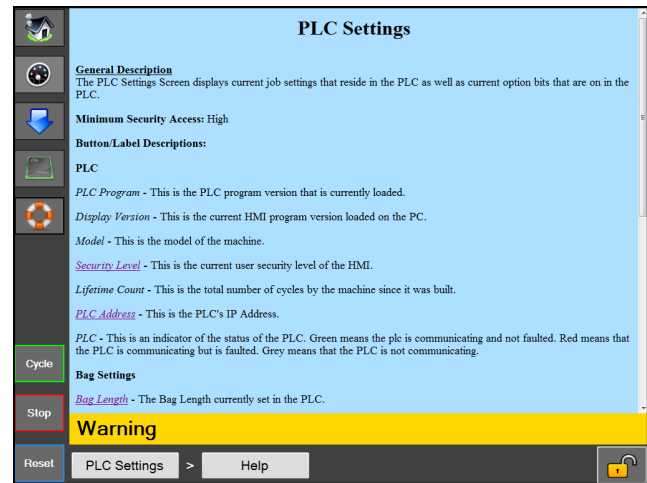 PLC Settings
General Description
The PLC Settings Screen displays current job settings that reside in the PLC as well as current option bits that are on in the
PLC.
Minimum Security Access: High
Button/Label Descriptions:
PLC
PLC Program - This is the PLC program version that is currently loaded.
Display Version - This is the current HMI program version loaded on the PC.
Model - This is the model of the machine.
Security Level - This is the current user security level of the HMI.
Lifetime Count - This is the total number of cycles by the machine since it was built.
PLC Address - This is the PLC's IP Address.
PLC - This is an indicator of the status of the PLC. Green means the plc is communicating and not faulted. Red means that
the PLC is communicating but is faulted. Grey means that the PLC is not communicating.
Bag Settings
Bag Length - The Bag Length currently set in the PLC.
Cycle
Stop
Warning
Reset
PLC Settings > Help